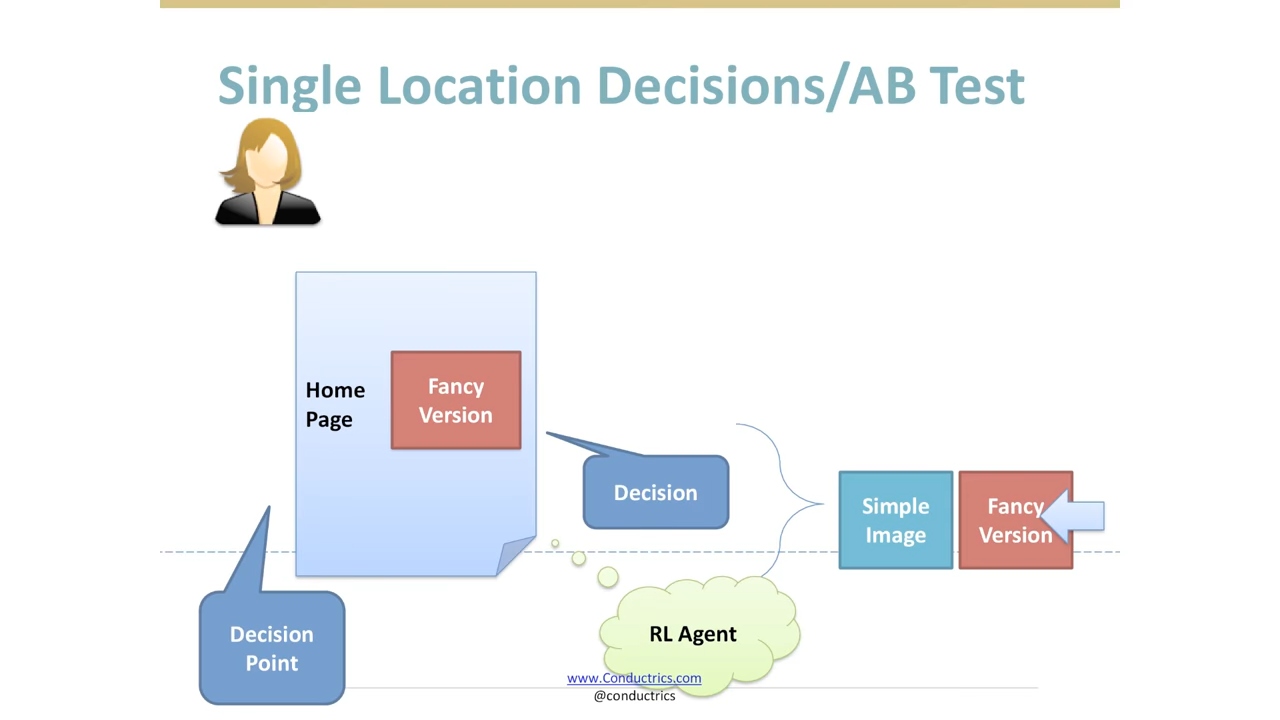 Single Location Decisions/AB Test
Home
Page
Fancy
Version
Decision
Simple
Image
Fancy
Version
Decision
Point
RL Agent
www.Conductrics.com
@conductrics